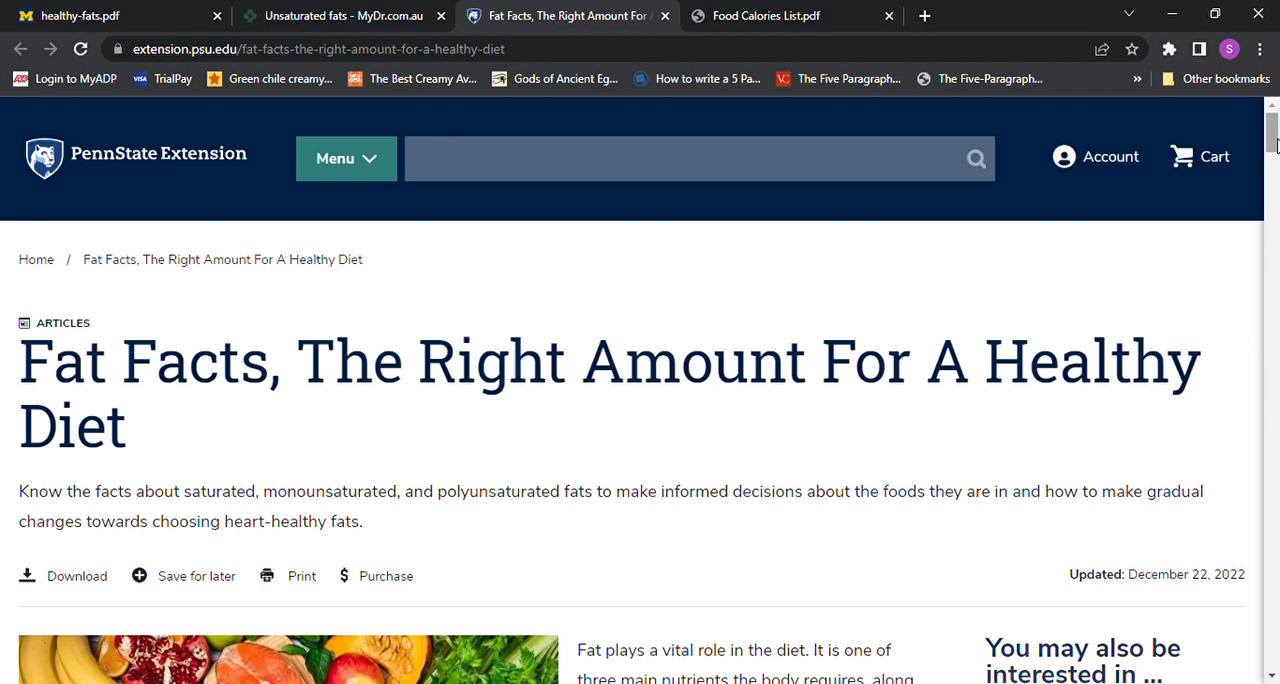 healthy-fats.pdf
Unsaturated fats - MyDr.com.au
Fat Facts, The Right Amount For
Food Calories List.pdf
extension.psu.edu/fat-facts-the-right-amount-for-a-healthy-diet
S
ADP Login to MyADP
VISA TrialPay
Green chile creamy...
The Best Creamy Av...
Gods of Ancient Eg...
How to write a 5 Pa...
VC The Five Paragraph...
The Five-Paragraph...
»
Other bookmarks
PennState Extension
Menu
Account
Cart
Home / Fat Facts, The Right Amount For A Healthy Diet
ARTICLES
Fat Facts, The Right Amount For A Healthy
Diet
Know the facts about saturated, monounsaturated, and polyunsaturated fats to make informed decisions about the foods they are in and how to make gradual
changes towards choosing heart-healthy fats.
Download
Save for later
Print
$ Purchase
Updated: December 22, 2022
Fat plays a vital role in the diet. It is one of
three main nutrients the body requires, along
You may also be
interested in ...